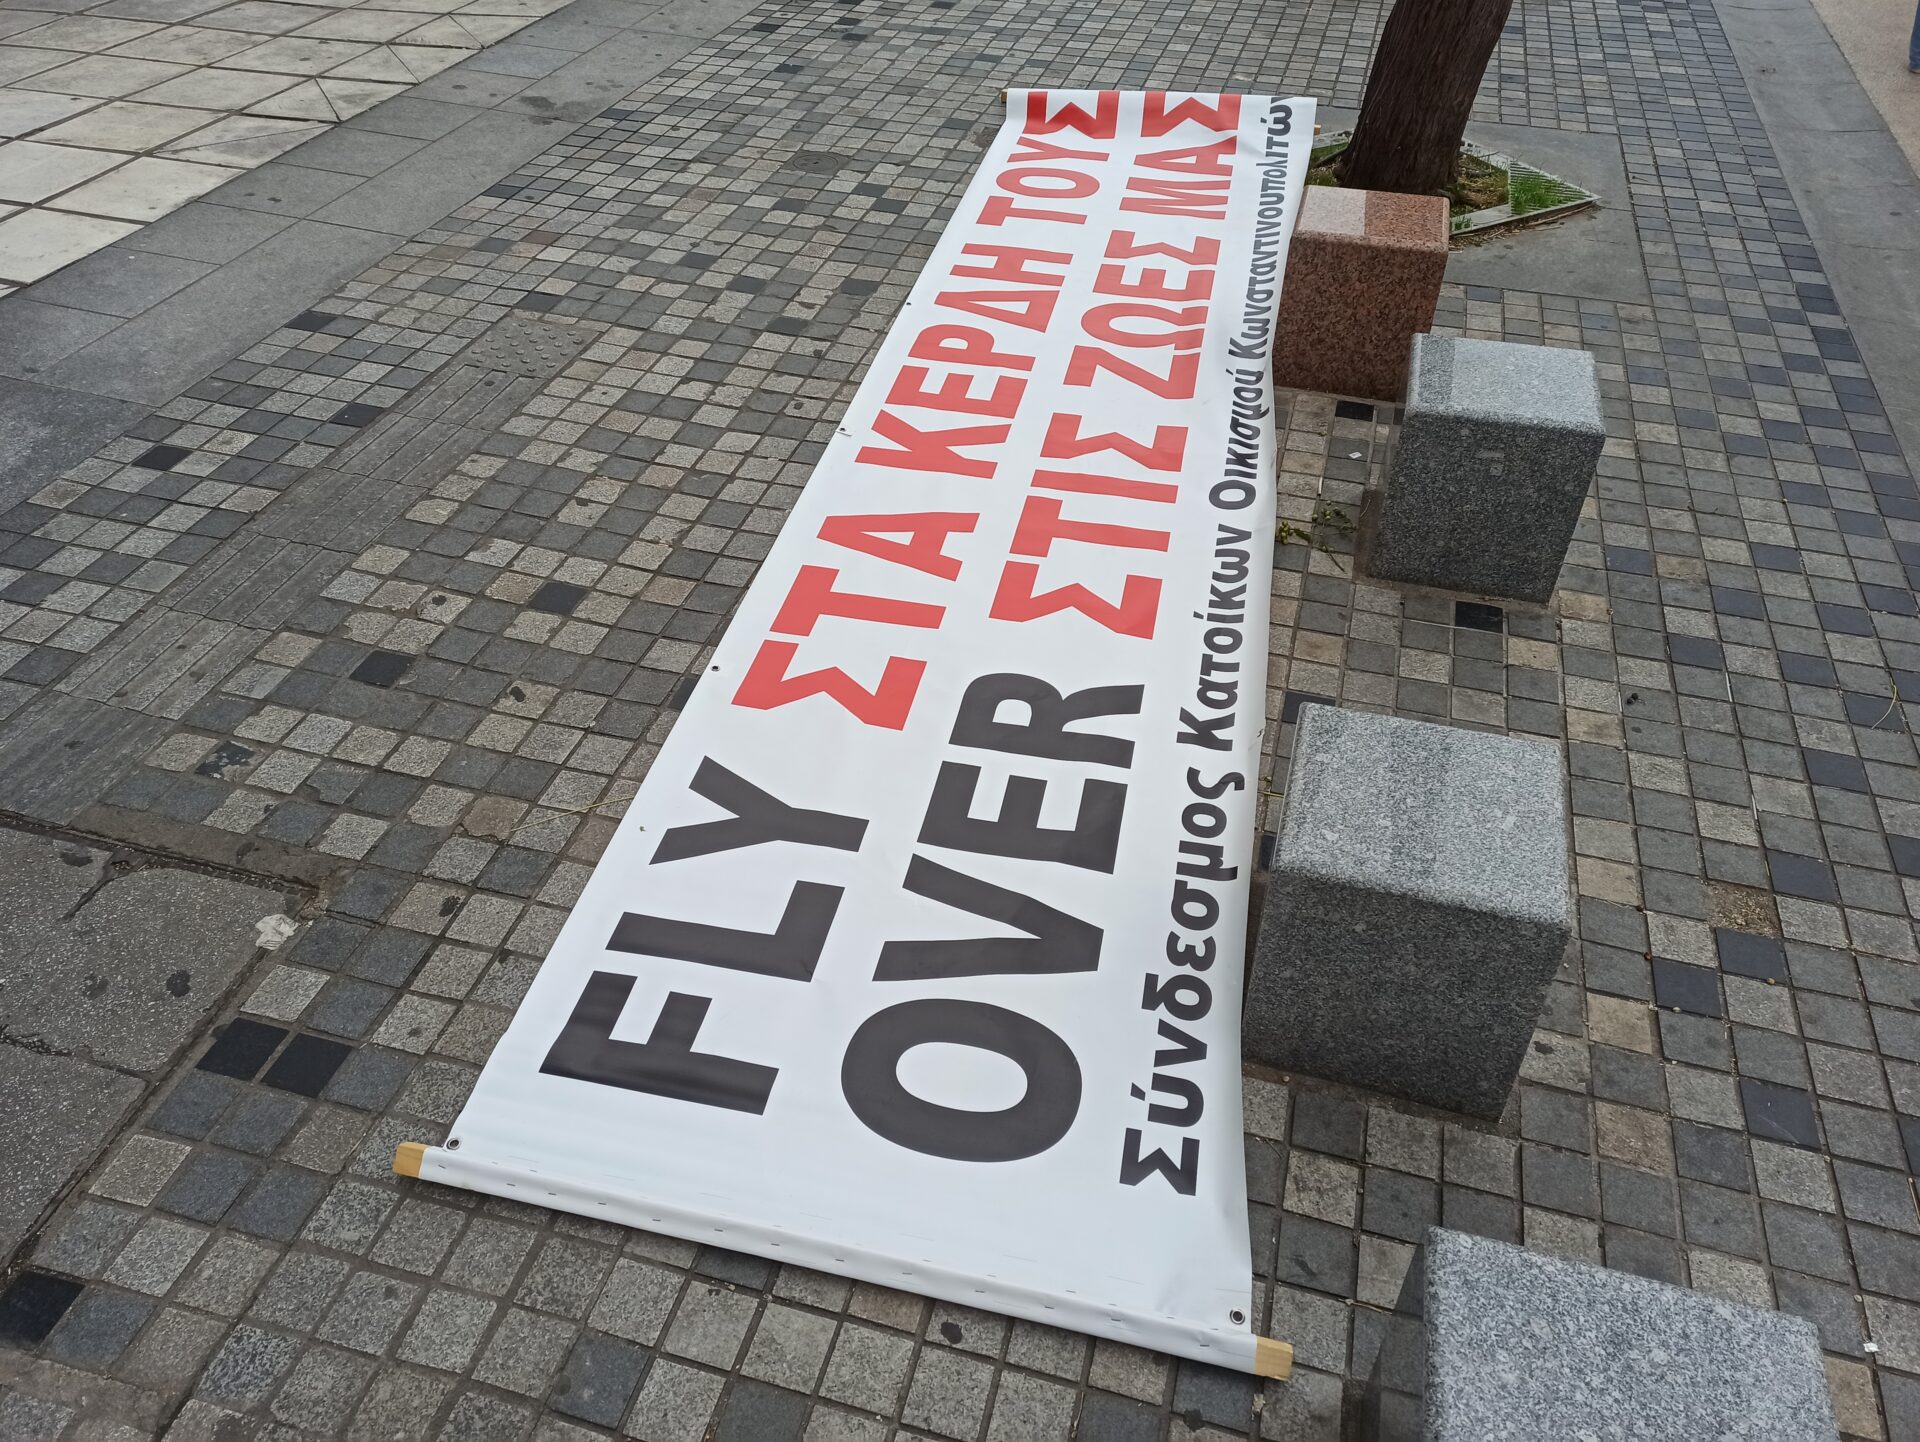 FLY ΣΤΑ ΚΕΡΔΗ ΤΟΥΣ
OVER ΣΤΙΣ ΖΩΕΣ ΜΑΣ
Σύνδεσμος Κατοίκων Οικισμού Κωνσταντινουπολιτών